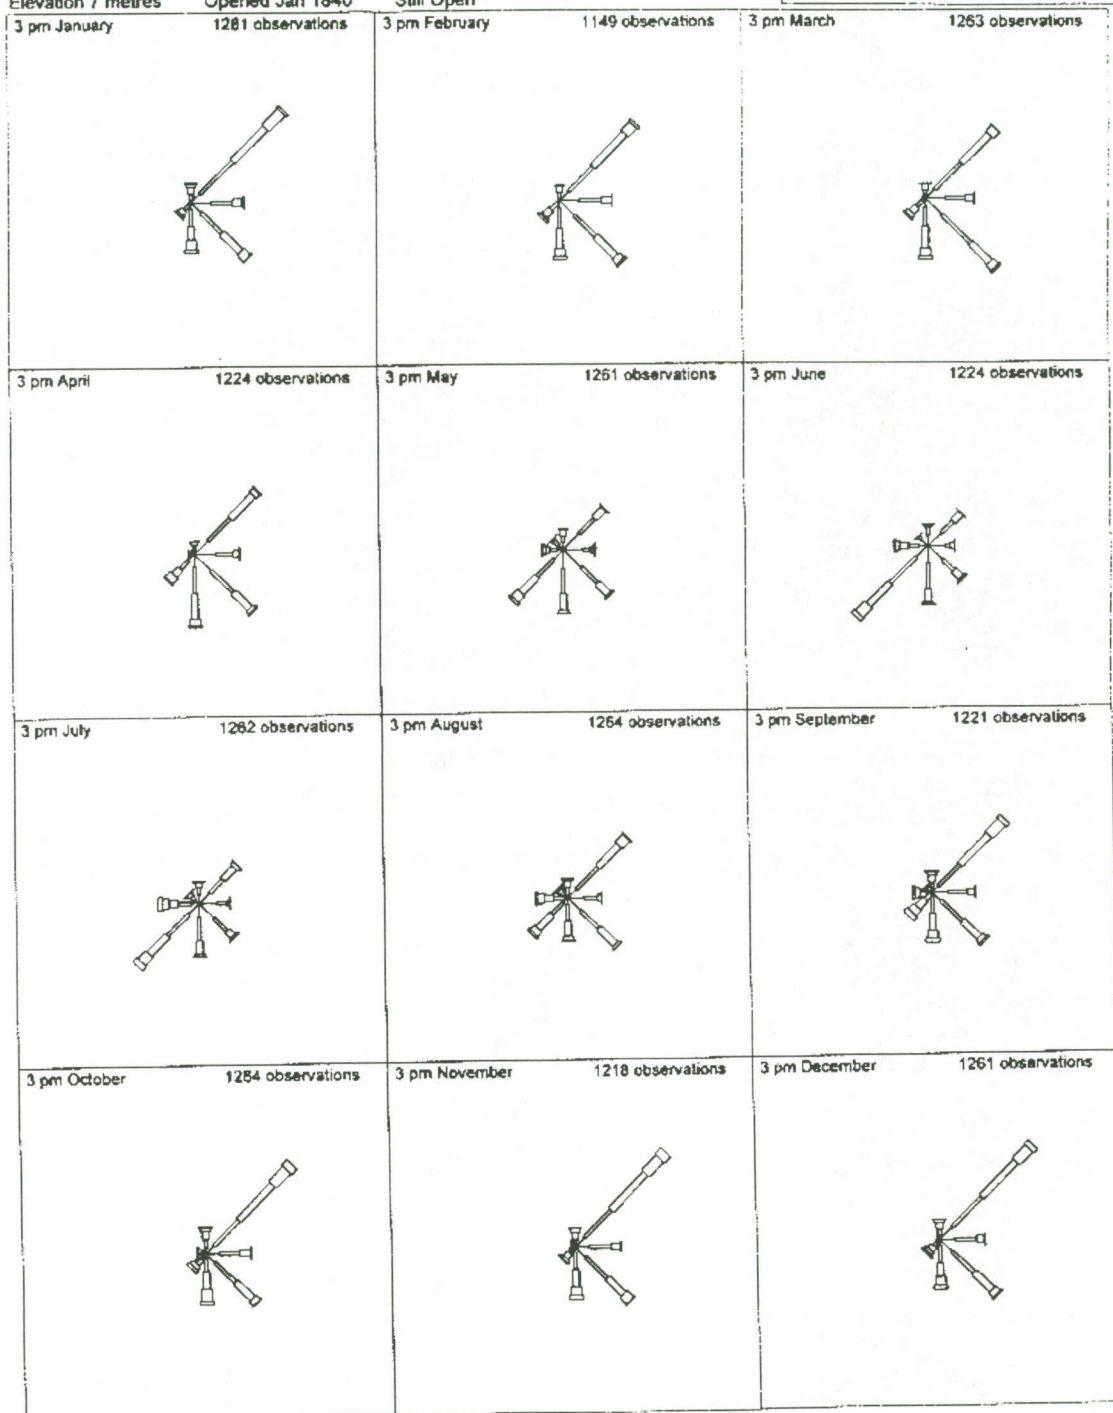 Elevation 7 metres Opened Jan 1840 Still Open
3 pm January 1281 observations 3 pm February 1149 observations 3 pm March 1263 observations
3 pm April 1224 observations 3 pm May 1261 observations 3 pm June 1224 observations
3 pm July 1262 observations 3 pm August 1264 observations 3 pm September 1221 observations
3 pm October 1264 observations 3 pm November 1218 observations 3 pm December 1261 observations